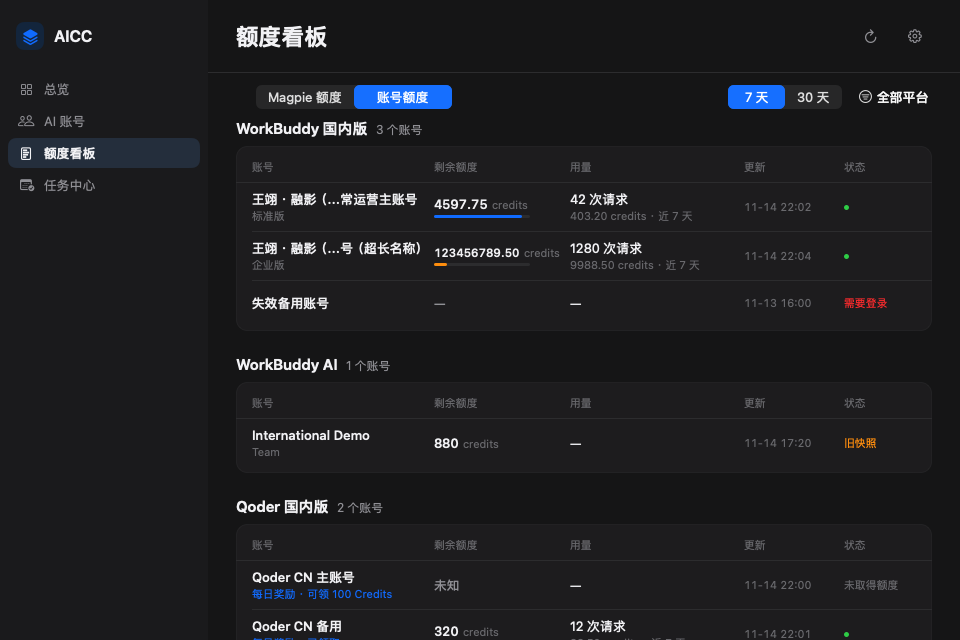 AICC
总览
AI 账号
额度看板
任务中心
额度看板
Magpie 额度
账号额度
7 天
30 天
全部平台
WorkBuddy 国内版 3 个账号
账号 剩余额度 用量 更新 状态
王翊 · 融影 (...常运营主账号 4597.75 credits 42 次请求 11-14 22:02
标准版 403.20 credits · 近 7 天
王翊 · 融影 (...号 (超长名称) 123456789.50 credits 1280 次请求 11-14 22:04
企业版 9988.50 credits · 近 7 天
失效备用账号 — — 11-13 16:00 需要登录
WorkBuddy AI 1 个账号
账号 剩余额度 用量 更新 状态
International Demo 880 credits — 11-14 17:20 旧快照
Team
Qoder 国内版 2 个账号
账号 剩余额度 用量 更新 状态
Qoder CN 主账号 未知 — 11-14 22:00 未取得额度
每日奖励 · 可领 100 Credits
Qoder CN 备用 320 credits 12 次请求 11-14 22:01